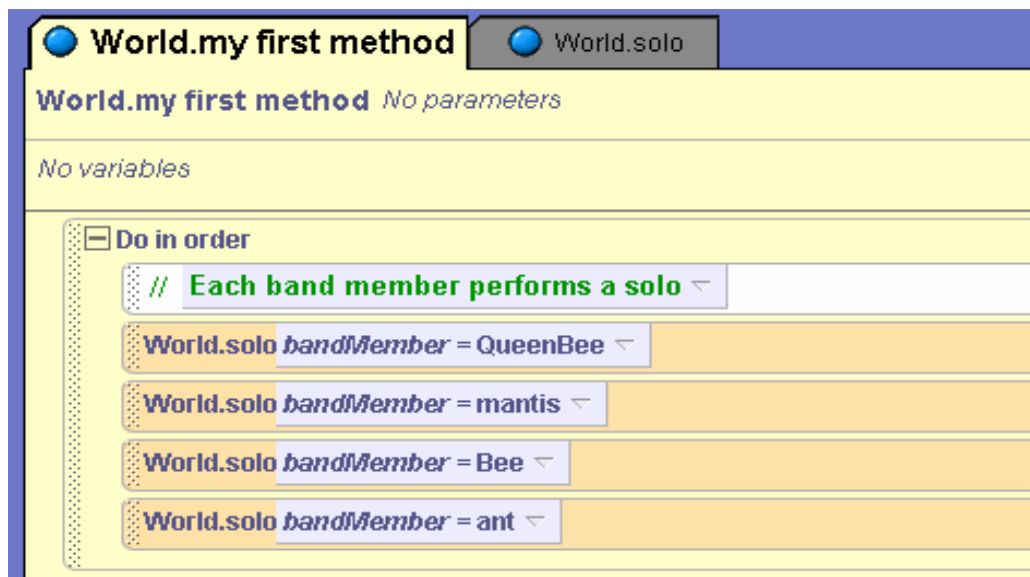 World.my first method World.solo
World.my first method No parameters
No variables
Do in order
// Each band member performs a solo
World.solo bandMember = QueenBee
World.solo bandMember = mantis
World.solo bandMember = Bee
World.solo bandMember = ant